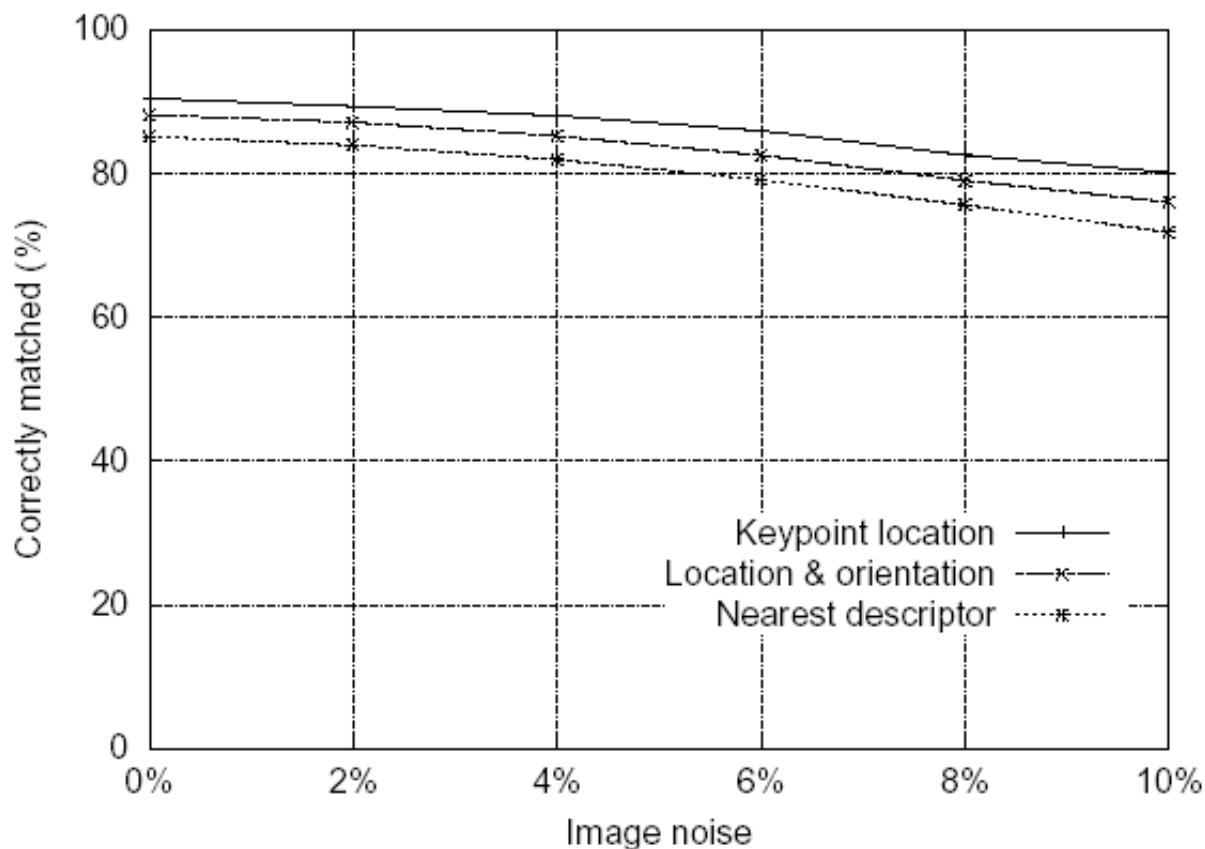 100
80
60
40
20
0
Correctly matched (%)
Keypoint location
Location & orientation
Nearest descriptor
0% 2% 4% 6% 8% 10%
Image noise